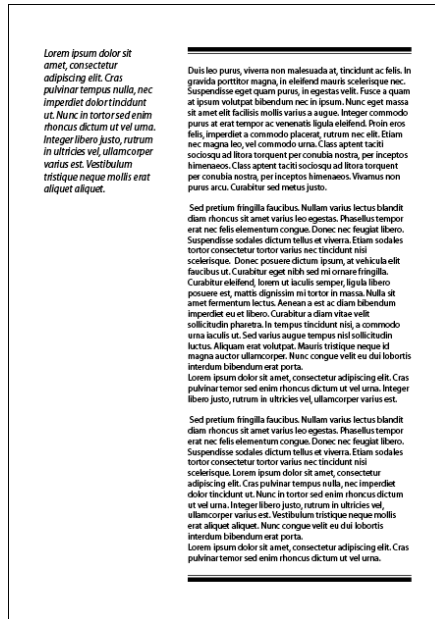 Lorem ipsum dolor sit
amet, consectetur
adipiscing elit. Cras
pulvinar tempus nulla, nec
imperdiet dolor tincidunt
ut. Nunc in tortor sed enim
rhoncus dictum ut vel urna.
Integer libero justo, rutrum
in ultricies vel, ullamcorper
varius est. Vestibulum
tristique neque mollis erat
aliquet aliquet.
Duis leo purus, viverra non malesuada at, tincidunt ac felis. In
gravida porttitor magna, in eleifend mauris scelerisque nec.
Suspendisse eget quam purus, in egestas velit. Fusce a quam
at ipsum volutpat bibendum nec in ipsum. Nunc eget massa
sit amet elit facilisis mollis varius a augue. Integer commodo
purus at erat tempor ac venenatis ligula eleifend. Proin eros
felis, imperdiet a commodo placerat, rutrum nec elit. Etiam
nec magna leo, vel commodo urna. Class aptent taciti
sociosqu ad litora torquent per conubia nostra, per inceptos
himenaeos. Class aptent taciti sociosqu ad litora torquent
per conubia nostra, per inceptos himenaeos. Vivamus non
purus arcu. Curabitur sed metus justo.
Sed pretium fringilla faucibus. Nullam varius lectus blandit
diam rhoncus sit amet varius leo egestas. Phasellus tempor
erat nec felis elementum congue. Donec nec feugiat libero.
Suspendisse sodales dictum tellus et viverra. Etiam sodales
tortor consectetur tortor varius nec tincidunt nisi
scelerisque. Donec posuere dictum ipsum, at vehicula elit
faucibus ut. Curabitur eget nibh sed mi ornare fringilla.
Curabitur eleifend, lorem ut iaculis semper, ligula libero
posuere est, mattis dignissim mi tortor in massa. Nulla sit
amet fermentum lectus. Aenean a est ac diam bibendum
imperdiet eu et libero. Curabitur a diam vitae velit
sollicitudin pharetra. In tempus tincidunt nisi, a commodo
urna iaculis ut. Sed varius augue tempus nisl sollicitudin
luctus. Aliquam erat volutpat. Mauris tristique neque id
magna auctor ullamcorper. Nunc congue velit eu dui lobortis
interdum bibendum erat porta.
Lorem ipsum dolor sit amet, consectetur adipiscing elit. Cras
pulvinar tempor sed enim rhoncus dictum ut vel urna. Integer
libero justo, rutrum in ultricies vel, ullamcorper varius est.
Sed pretium fringilla faucibus. Nullam varius lectus blandit
diam rhoncus sit amet varius leo egestas. Phasellus tempor
erat nec felis elementum congue. Donec nec feugiat libero.
Suspendisse sodales dictum tellus et viverra. Etiam sodales
tortor consectetur tortor varius nec tincidunt nisi
scelerisque. Lorem ipsum dolor sit amet, consectetur
adipiscing elit. Cras pulvinar tempus nulla, nec imperdiet
dolor tincidunt ut. Nunc in tortor sed enim rhoncus dictum
ut vel urna. Integer libero justo, rutrum in ultricies vel,
ullamcorper varius est. Vestibulum tristique neque mollis
erat aliquet aliquet. Nunc congue velit eu dui lobortis
interdum bibendum erat porta.
Lorem ipsum dolor sit amet, consectetur adipiscing elit. Cras
pulvinar tempor sed enim rhoncus dictum ut vel urna.